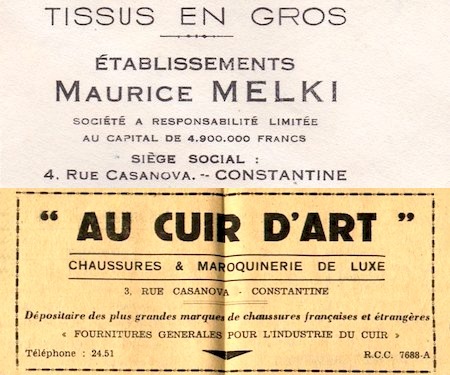 TISSUS EN GROS
ÉTABLISSEMENTS
MAURICE MELKI
SOCIÉTÉ A RESPONSABILITÉ LIMITÉE
AU CAPITAL DE 4.900.000 FRANCS
SIÈGE SOCIAL :
4. RUE CASANOVA. -- CONSTANTINE
" AU CUIR D'ART "
CHAUSSURES & MAROQUINERIE DE LUXE
3, RUE CASANOVA - CONSTANTINE
Dépositaire des plus grandes marques de chaussures françaises et étrangères
« FOURNITURES GENERALES POUR L'INDUSTRIE DU CUIR »
Téléphone : 24.51 R.C.C. 7688-A